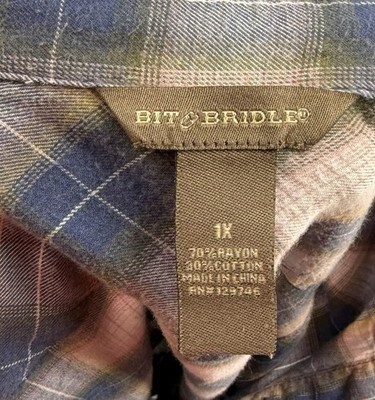 BIT & BRIDLE®
1X
70% RAYON
30% COTTON
MADE IN CHINA
RN# 129746